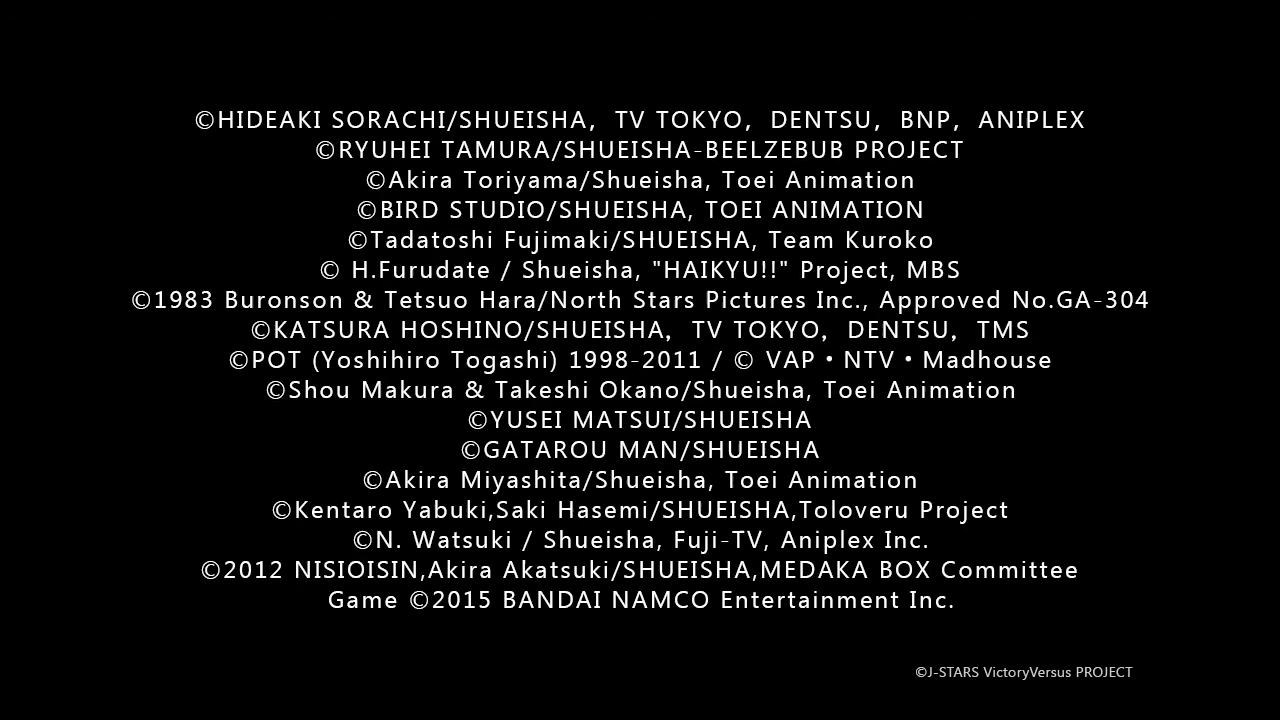 ©HIDEAKI SORACHI/SHUEISHA，TV TOKYO，DENTSU，BNP，ANIPLEX
©RYUHEI TAMURA/SHUEISHA-BEELZEBUB PROJECT
©Akira Toriyama/Shueisha, Toei Animation
©BIRD STUDIO/SHUEISHA, TOEI ANIMATION
©Tadatoshi Fujimaki/SHUEISHA, Team Kuroko
© H.Furudate / Shueisha, "HAIKYU!!" Project, MBS
©1983 Buronson & Tetsuo Hara/North Stars Pictures Inc., Approved No.GA-304
©KATSURA HOSHINO/SHUEISHA，TV TOKYO，DENTSU，TMS
©POT (Yoshihiro Togashi) 1998-2011 / © VAP・NTV・Madhouse
©Shou Makura & Takeshi Okano/Shueisha, Toei Animation
©YUSEI MATSUI/SHUEISHA
©GATAROU MAN/SHUEISHA
©Akira Miyashita/Shueisha, Toei Animation
©Kentaro Yabuki,Saki Hasemi/SHUEISHA,Toloveru Project
©N. Watsuki / Shueisha, Fuji-TV, Aniplex Inc.
©2012 NISIOISIN,Akira Akatsuki/SHUEISHA,MEDAKA BOX Committee
Game ©2015 BANDAI NAMCO Entertainment Inc.
©J-STARS VictoryVersus PROJECT